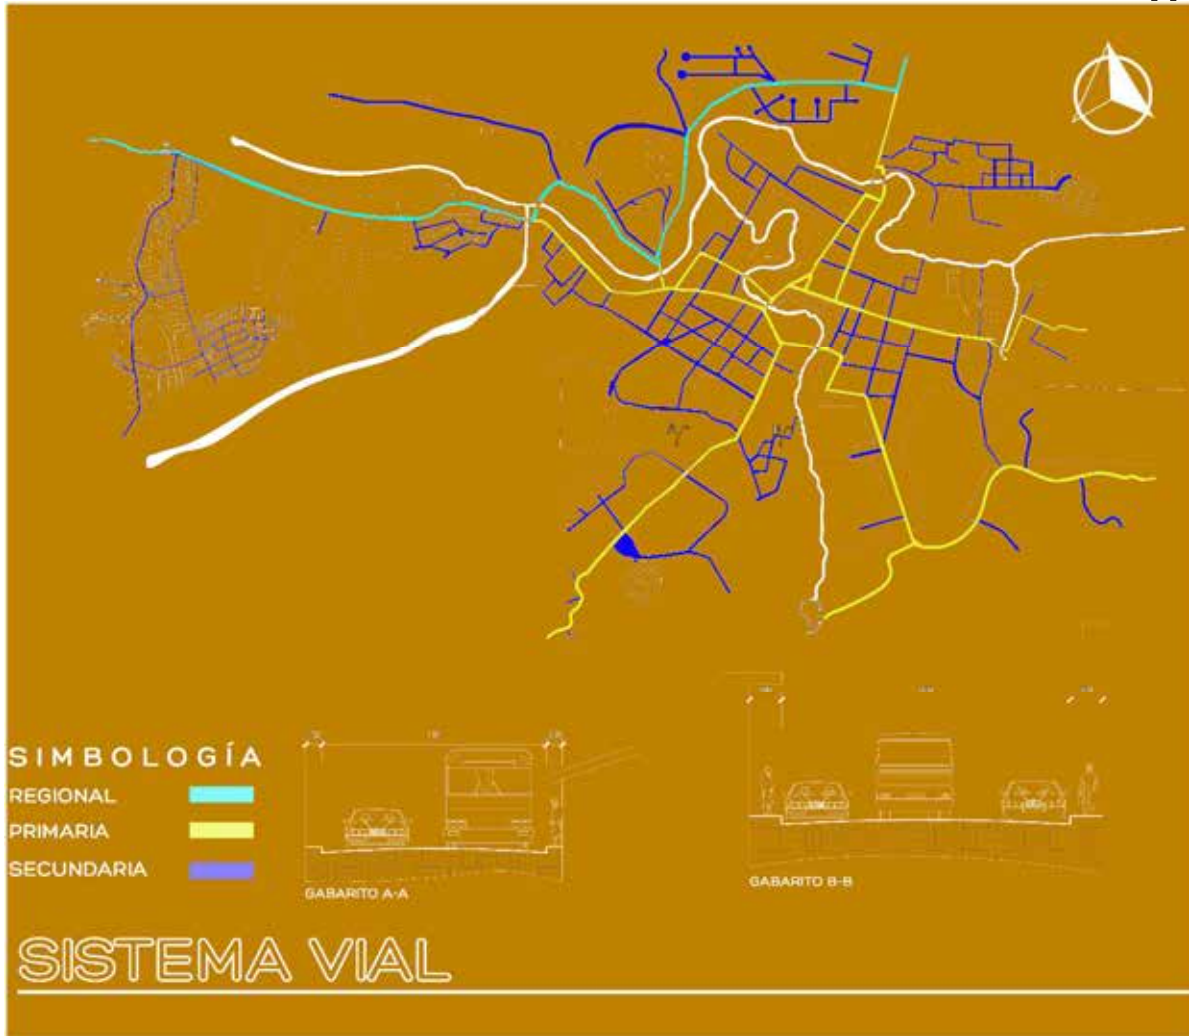 SIMBOLOGÍA
REGIONAL
PRIMARIA
SECUNDARIA
GABARITO A-A
GABARITO B-B
SISTEMA VIAL